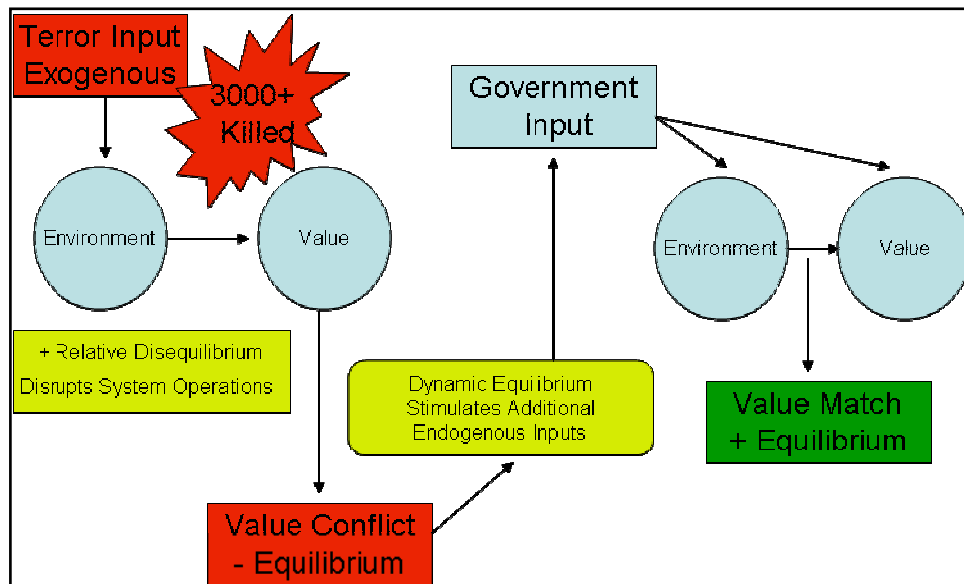 Terror Input
Exogenous
3000+
Killed
Environment
Value
+ Relative Disequilibrium
Disrupts System Operations
Value Conflict
- Equilibrium
Dynamic Equilibrium
Stimulates Additional
Endogenous Inputs
Government
Input
Environment
Value
Value Match
+ Equilibrium